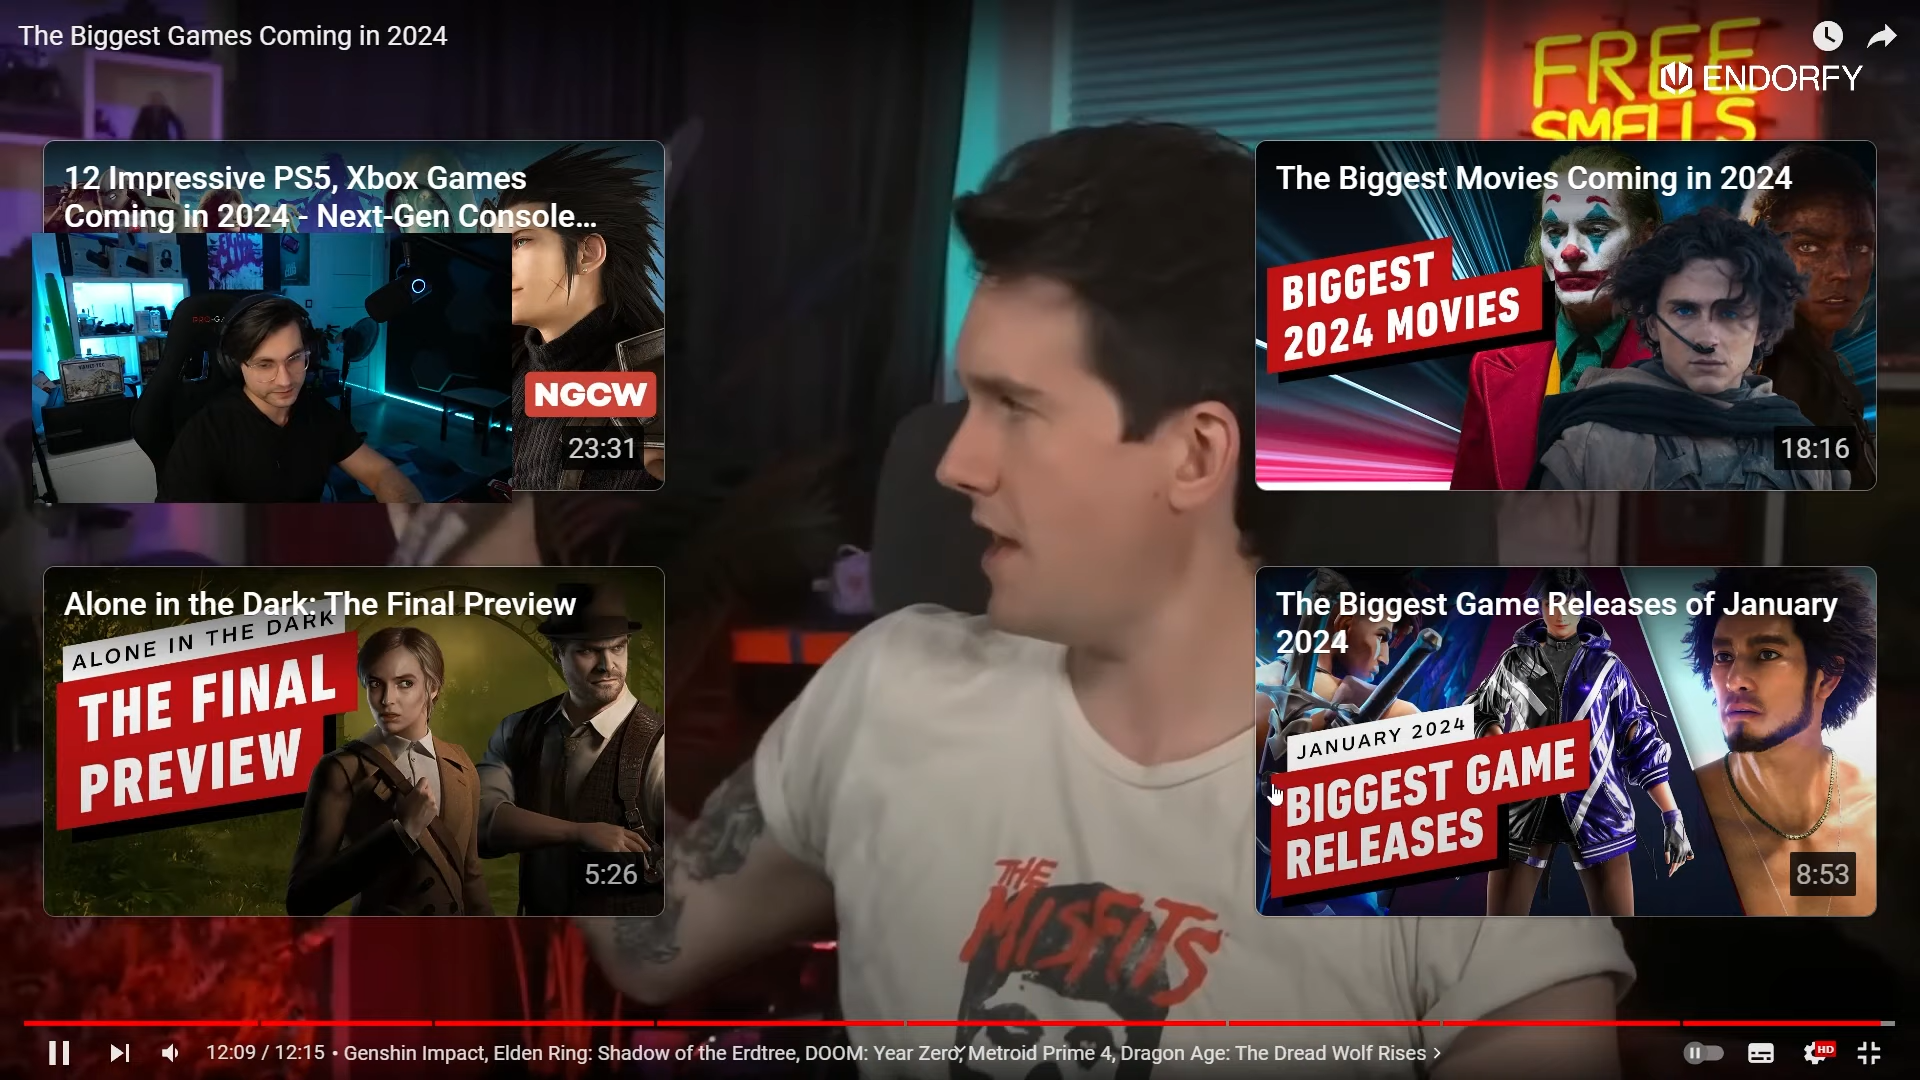 The Biggest Games Coming in 2024
FREE
SMELLS
ENDORFY
12 Impressive PS5, Xbox Games
Coming in 2024 - Next-Gen Console…
NGCW
23:31
The Biggest Movies Coming in 2024
BIGGEST
2024 MOVIES
18:16
Alone in the Dark: The Final Preview
ALONE IN THE DARK
THE FINAL
PREVIEW
5:26
The Biggest Game Releases of January
2024
JANUARY 2024
BIGGEST GAME
RELEASES
8:53
THE
MISFITS
12:09 / 12:15 • Genshin Impact, Elden Ring: Shadow of the Erdtree, DOOM: Year Zero, Metroid Prime 4, Dragon Age: The Dread Wolf Rises
HD